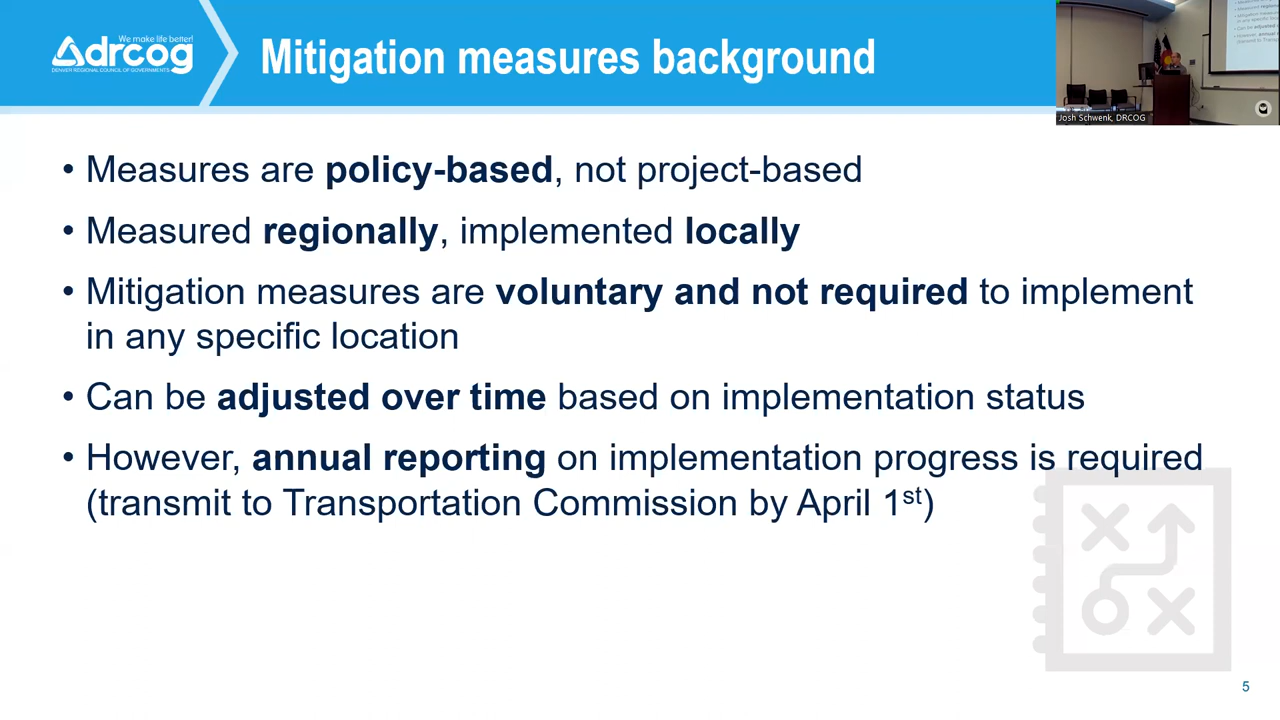 We make life better!
drcog
DENVER REGIONAL COUNCIL OF GOVERNMENTS
Mitigation measures background
Josh Schwenk, DRCOG
• Measures are policy-based, not project-based
• Measured regionally, implemented locally
• Mitigation measures are voluntary and not required to implement
in any specific location
• Can be adjusted over time based on implementation status
• However, annual reporting on implementation progress is required
(transmit to Transportation Commission by April 1st)
5